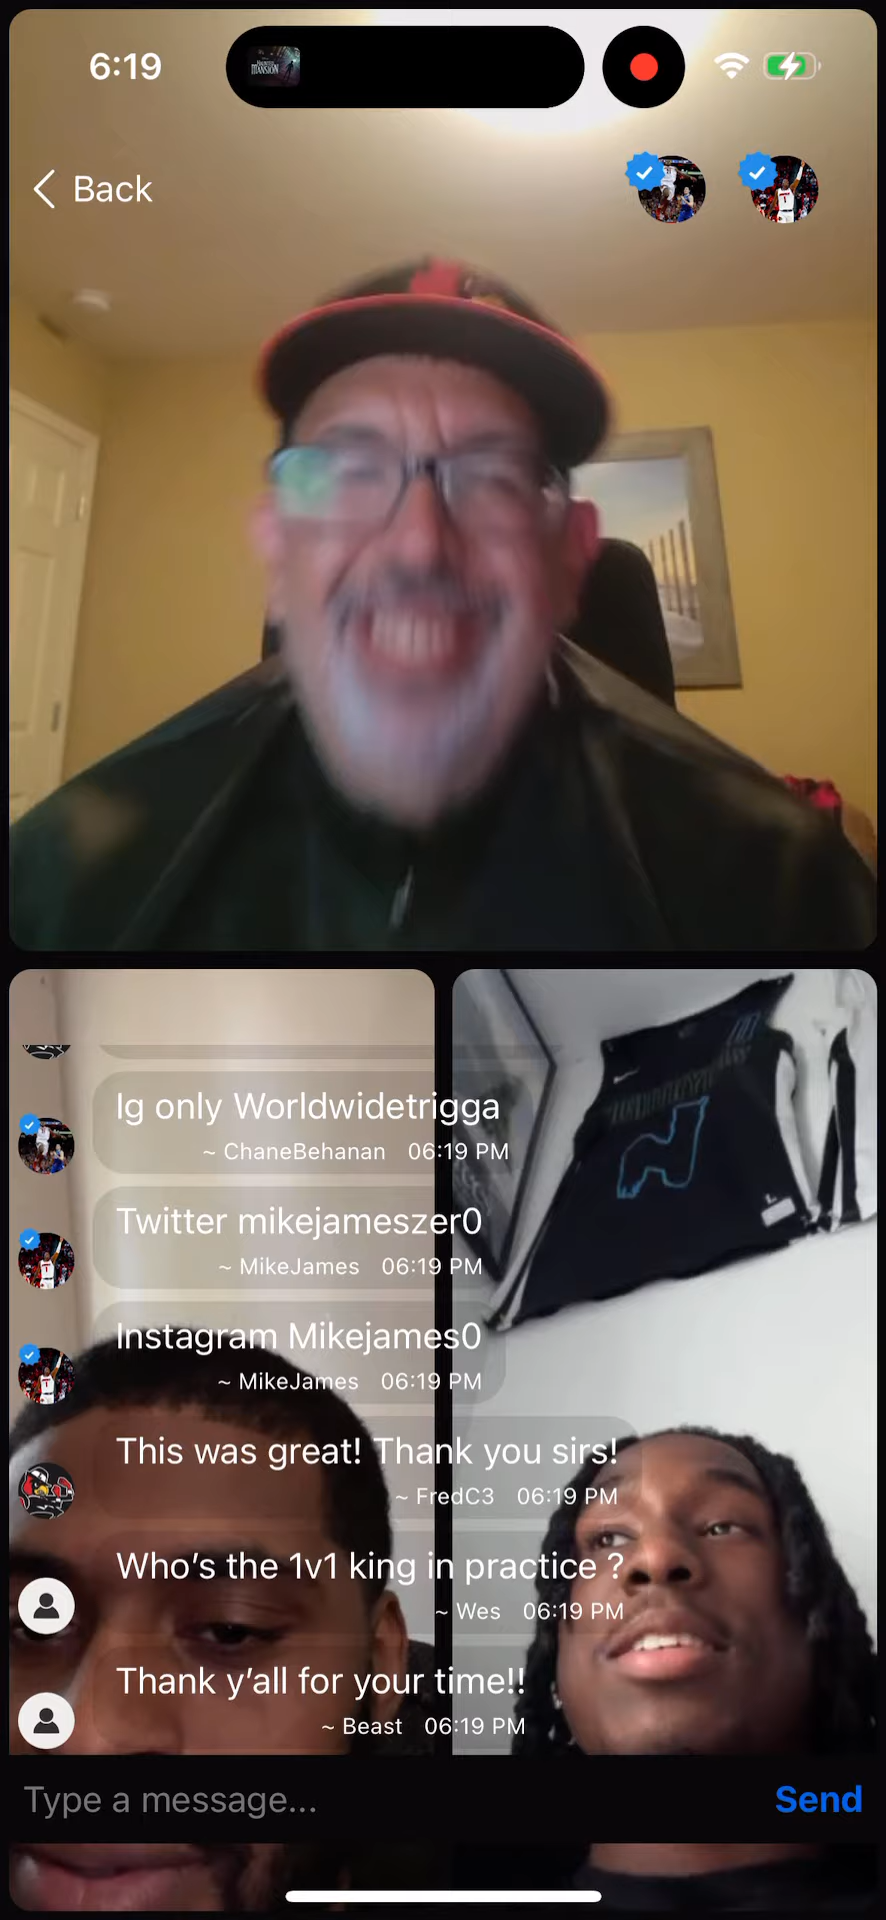 6:19
MANSION
Back
Ig only Worldwidetrigga
~ ChaneBehanan 06:19 PM
Twitter mikejameszer0
~ MikeJames 06:19 PM
Instagram Mikejames0
~ MikeJames 06:19 PM
This was great! Thank you sirs!
~ FredC3 06:19 PM
Who’s the 1v1 king in practice ?
~ Wes 06:19 PM
Thank y’all for your time!!
~ Beast 06:19 PM
Type a message...
Send